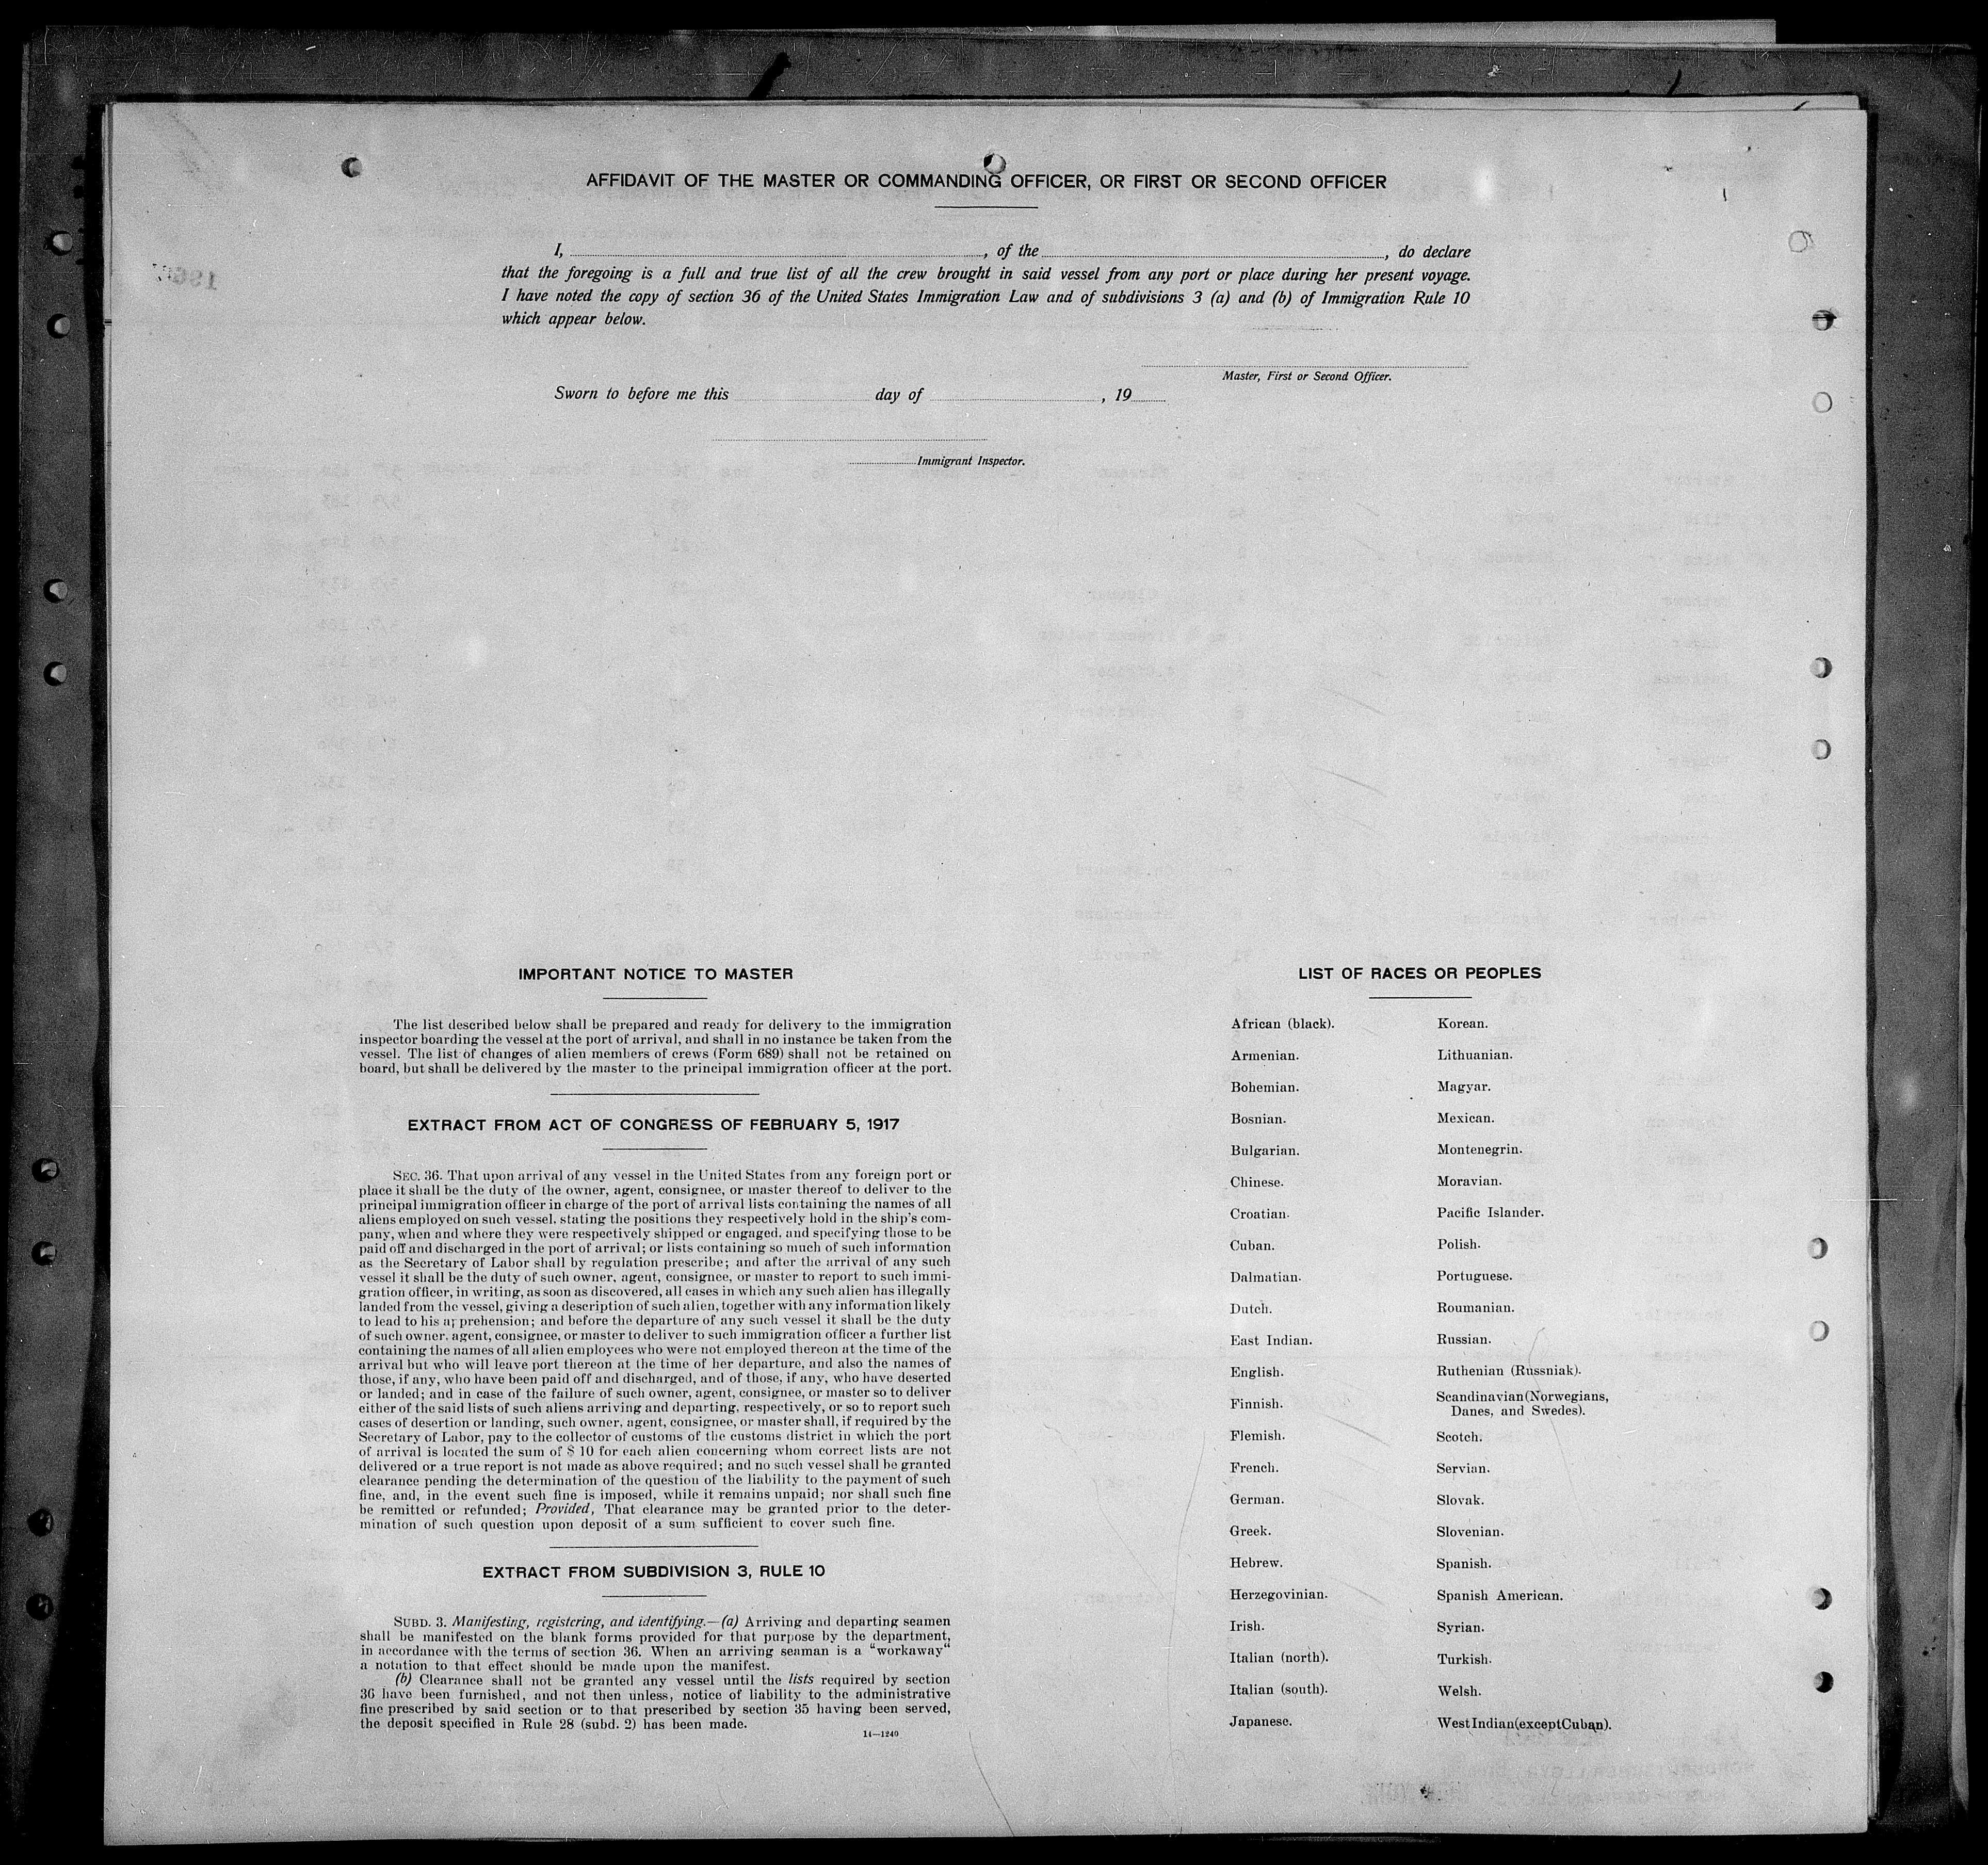 AFFIDAVIT OF THE MASTER OR COMMANDING OFFICER, OR FIRST OR SECOND OFFICER
I, , of the , do declare
that the foregoing is a full and true list of all the crew brought in said vessel from any port or place during her present voyage.
I have noted the copy of section 36 of the United States Immigration Law and of subdivisions 3 (a) and (b) of Immigration Rule 10
which appear below.
Master, First or Second Officer.
Sworn to before me this day of , 19
Immigrant Inspector.
IMPORTANT NOTICE TO MASTER
The list described below shall be prepared and ready for delivery to the immigration
inspector boarding the vessel at the port of arrival, and shall in no instance be taken from the
vessel. The list of changes of alien members of crews (Form 689) shall not be retained on
board, but shall be delivered by the master to the principal immigration officer at the port.
EXTRACT FROM ACT OF CONGRESS OF FEBRUARY 5, 1917
SEC. 36. That upon arrival of any vessel in the United States from any foreign port or
place it shall be the duty of the owner, agent, consignee, or master thereof to deliver to the
principal immigration officer in charge of the port of arrival lists containing the names of all
aliens employed on such vessel, stating the positions they respectively hold in the ship's com-
pany, when and where they were respectively shipped or engaged, and specifying those to be
paid off and discharged in the port of arrival; or lists containing so much of such information
as the Secretary of Labor shall by regulation prescribe; and after the arrival of any such
vessel it shall be the duty of such owner, agent, consignee, or master to report to such immi-
gration officer, in writing, as soon as discovered, all cases in which any such alien has illegally
landed from the vessel, giving a description of such alien, together with any information likely
to lead to his apprehension; and before the departure of any such vessel it shall be the duty
of such owner, agent, consignee, or master to deliver to such immigration officer a further list
containing the names of all alien employees who were not employed thereon at the time of the
arrival but who will leave port thereon at the time of her departure, and also the names of
those, if any, who have been paid off and discharged, and of those, if any, who have deserted
or landed; and in case of the failure of such owner, agent, consignee, or master so to deliver
either of the said lists of such aliens arriving and departing, respectively, or so to report such
cases of desertion or landing, such owner, agent, consignee, or master shall, if required by the
Secretary of Labor, pay to the collector of customs of the customs district in which the port
of arrival is located the sum of $ 10 for each alien concerning whom correct lists are not
delivered or a true report is not made as above required; and no such vessel shall be granted
clearance pending the determination of the question of the liability to the payment of such
fine, and, in the event such fine is imposed, while it remains unpaid; nor shall such fine
be remitted or refunded; Provided, That clearance may be granted prior to the deter-
mination of such question upon deposit of a sum sufficient to cover such fine.
EXTRACT FROM SUBDIVISION 3, RULE 10
SUBD. 3. Manifesting, registering, and identifying.—(a) Arriving and departing seamen
shall be manifested on the blank forms provided for that purpose by the department,
in accordance with the terms of section 36. When an arriving seaman is a "workaway"
a notation to that effect should be made upon the manifest.
(b) Clearance shall not be granted any vessel until the lists required by section
36 have been furnished, and not then unless, notice of liability to the administrative
fine prescribed by said section or to that prescribed by section 35 having been served,
the deposit specified in Rule 28 (subd. 2) has been made.
14—1240
LIST OF RACES OR PEOPLES
African (black).
Armenian.
Bohemian.
Bosnian.
Bulgarian.
Chinese.
Croatian.
Cuban.
Dalmatian.
Dutch.
East Indian.
English.
Finnish.
Flemish.
French.
German.
Greek.
Hebrew.
Herzegovinian.
Irish.
Italian (north).
Italian (south).
Japanese.
Korean.
Lithuanian.
Magyar.
Mexican.
Montenegrin.
Moravian.
Pacific Islander.
Polish.
Portuguese.
Roumanian.
Russian.
Ruthenian (Russniak).
Scandinavian (Norwegians,
Danes, and Swedes).
Scotch.
Servian.
Slovak.
Slovenian.
Spanish.
Spanish American.
Syrian.
Turkish.
Welsh.
West Indian (except Cuban).